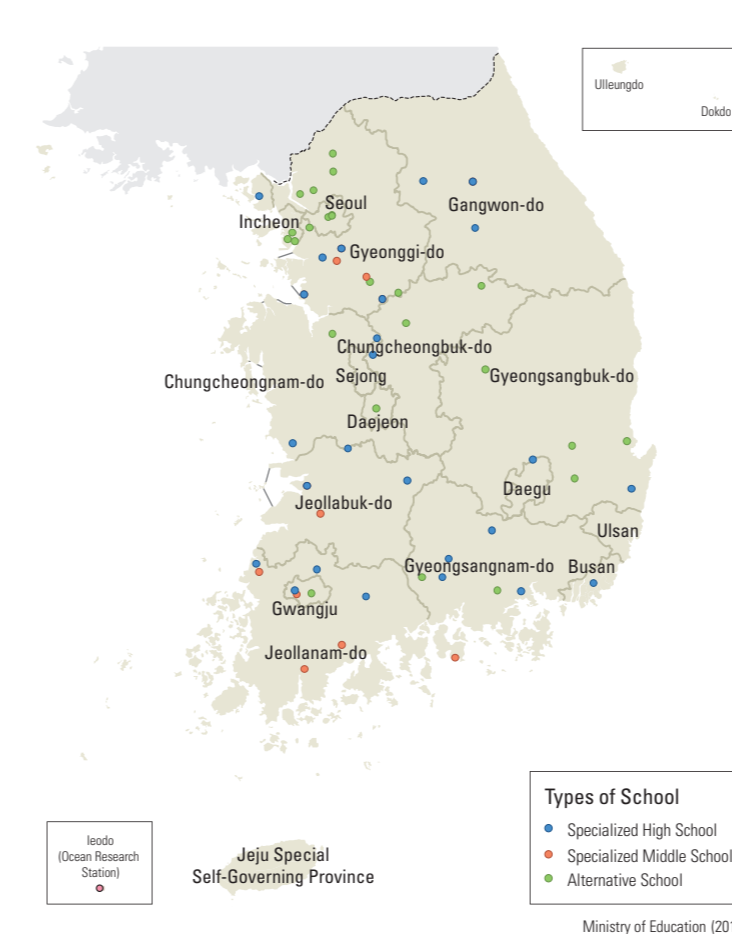 Ulleungdo
Dokdo
Seoul
Gangwon-do
Incheon
Gyeonggi-do
Chungcheongbuk-do
Chungcheongnam-do
Sejong
Gyeongsangbuk-do
Daejeon
Daegu
Jeollabuk-do
Ulsan
Gyeongsangnam-do
Busan
Gwangju
Jeollanam-do
Types of School
Specialized High School
Specialized Middle School
Alternative School
Ieodo
(Ocean Research
Station)
Jeju Special
Self-Governing Province
Ministry of Education